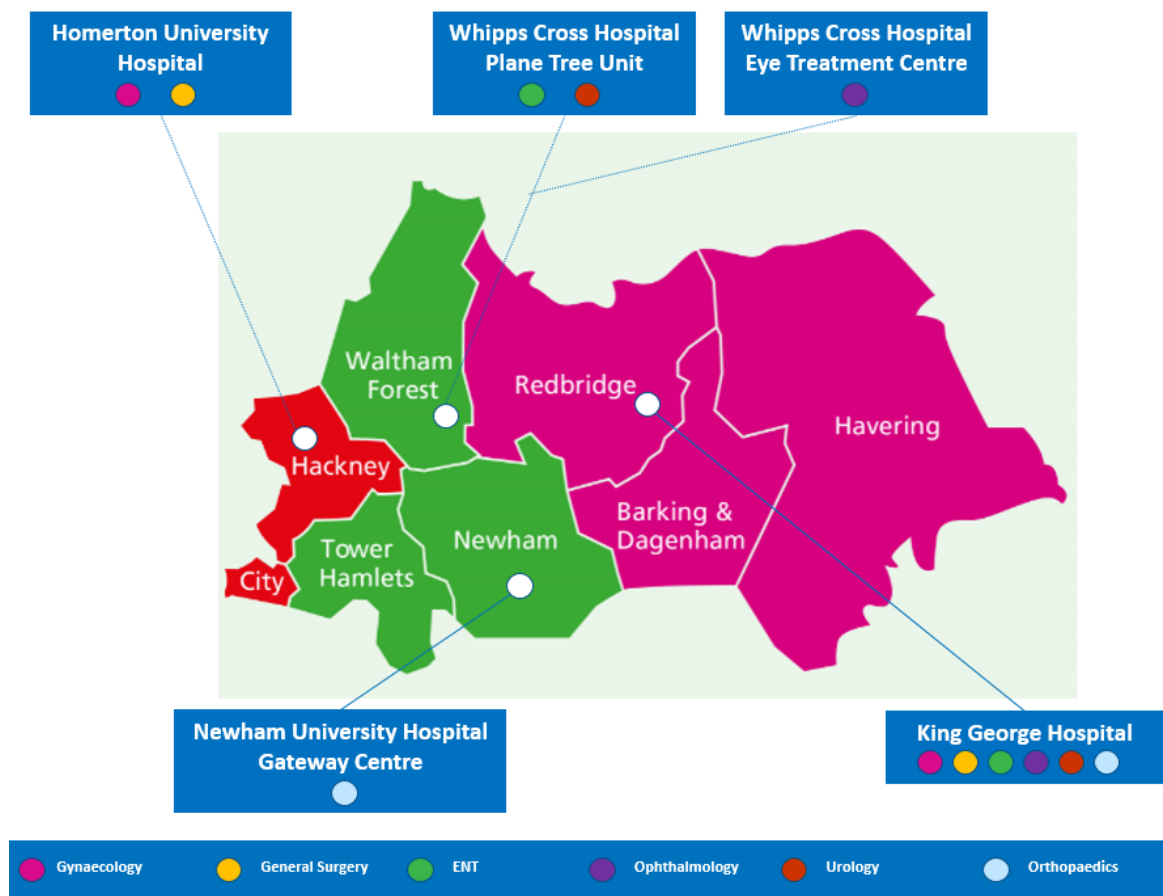 Homerton University
Hospital
Whipps Cross Hospital
Plane Tree Unit
Whipps Cross Hospital
Eye Treatment Centre
Waltham
Forest
Redbridge
Havering
Hackney
Barking &
Dagenham
Newham
Tower
Hamlets
City
Newham University Hospital
Gateway Centre
King George Hospital
Gynaecology
General Surgery
ENT
Ophthalmology
Urology
Orthopaedics